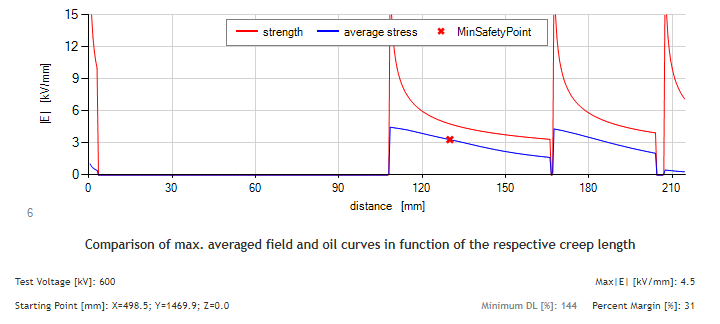 15
12
9
6
3
0
|E| [kV/mm]
strength average stress MinSafetyPoint
0 30 60 90 120 150 180 210
distance [mm]
6
Comparison of max. averaged field and oil curves in function of the respective creep length
Test Voltage [kV]: 600 Max|E| [kV/mm]: 4.5
Starting Point [mm]: X=498.5; Y=1469.9; Z=0.0 Minimum DL [%]: 144 Percent Margin [%]: 31